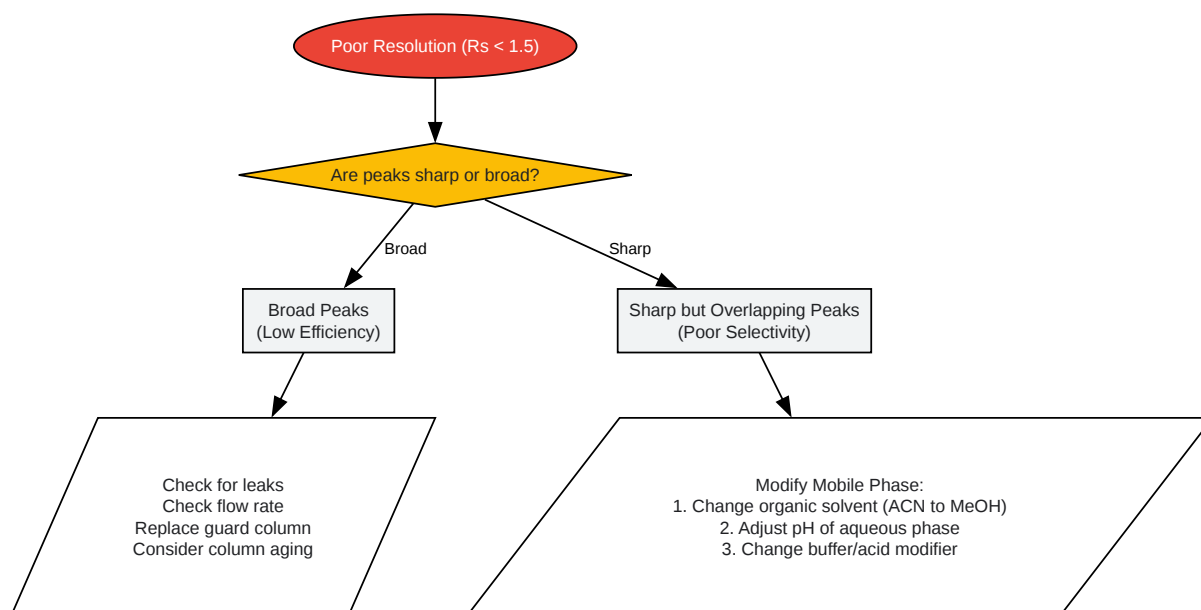 Poor Resolution (Rs < 1.5)
Are peaks sharp or broad?
Broad
Sharp
Broad Peaks
(Low Efficiency)
Sharp but Overlapping Peaks
(Poor Selectivity)
Check for leaks
Check flow rate
Replace guard column
Consider column aging
Modify Mobile Phase:
1. Change organic solvent (ACN to MeOH)
2. Adjust pH of aqueous phase
3. Change buffer/acid modifier